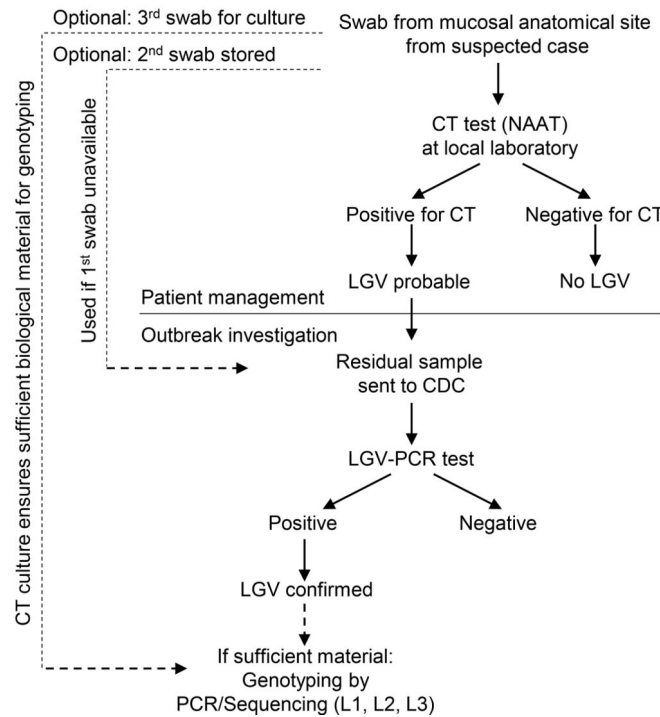 Optional: 3rd swab for culture
Optional: 2nd swab stored
Swab from mucosal anatomical site
from suspected case
CT test (NAAT)
at local laboratory
Positive for CT
Negative for CT
LGV probable
No LGV
Patient management
Outbreak investigation
Used if 1st swab unavailable
CT culture ensures sufficient biological material for genotyping
Residual sample
sent to CDC
LGV-PCR test
Positive
Negative
LGV confirmed
If sufficient material:
Genotyping by
PCR/Sequencing (L1, L2, L3)